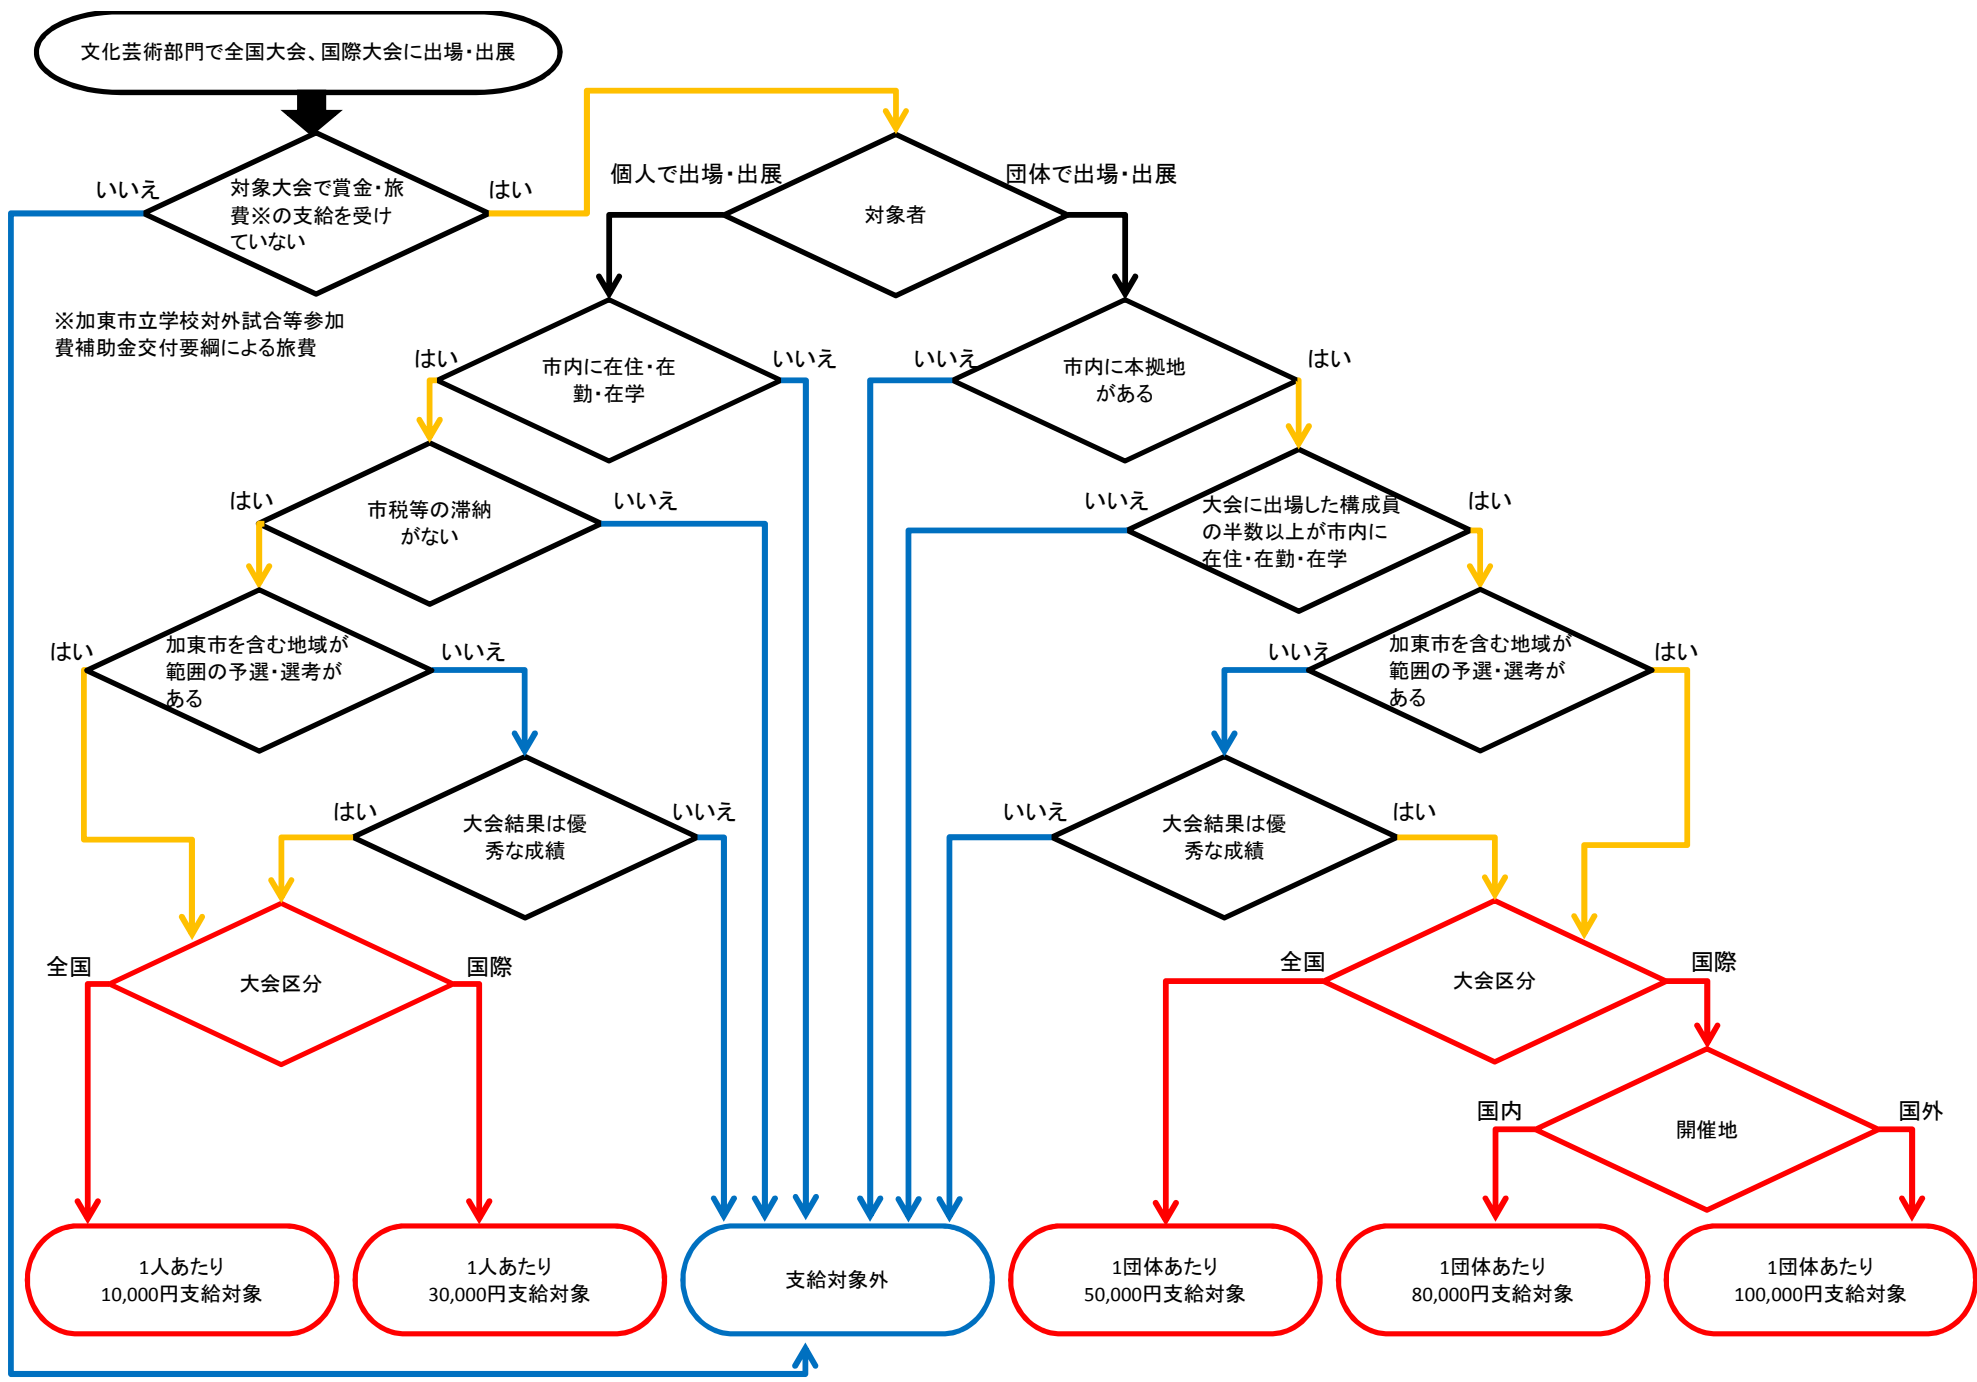 文化芸術部門で全国大会、国際大会に出場・出展
対象大会で賞金・旅
費※の支給を受け
ていない
いいえ
はい
※加東市立学校対外試合等参加
費補助金交付要綱による旅費
対象者
個人で出場・出展
団体で出場・出展
市内に在住・在
勤・在学
はい
いいえ
市内に本拠地
がある
いいえ
はい
市税等の滞納
がない
はい
いいえ
大会に出場した構成員
の半数以上が市内に
在住・在勤・在学
いいえ
はい
加東市を含む地域が
範囲の予選・選考が
ある
はい
いいえ
加東市を含む地域が
範囲の予選・選考が
ある
いいえ
はい
大会結果は優
秀な成績
はい
いいえ
大会結果は優
秀な成績
いいえ
はい
大会区分
全国
国際
大会区分
全国
国際
開催地
国内
国外
1人あたり
10,000円支給対象
1人あたり
30,000円支給対象
支給対象外
1団体あたり
50,000円支給対象
1団体あたり
80,000円支給対象
1団体あたり
100,000円支給対象